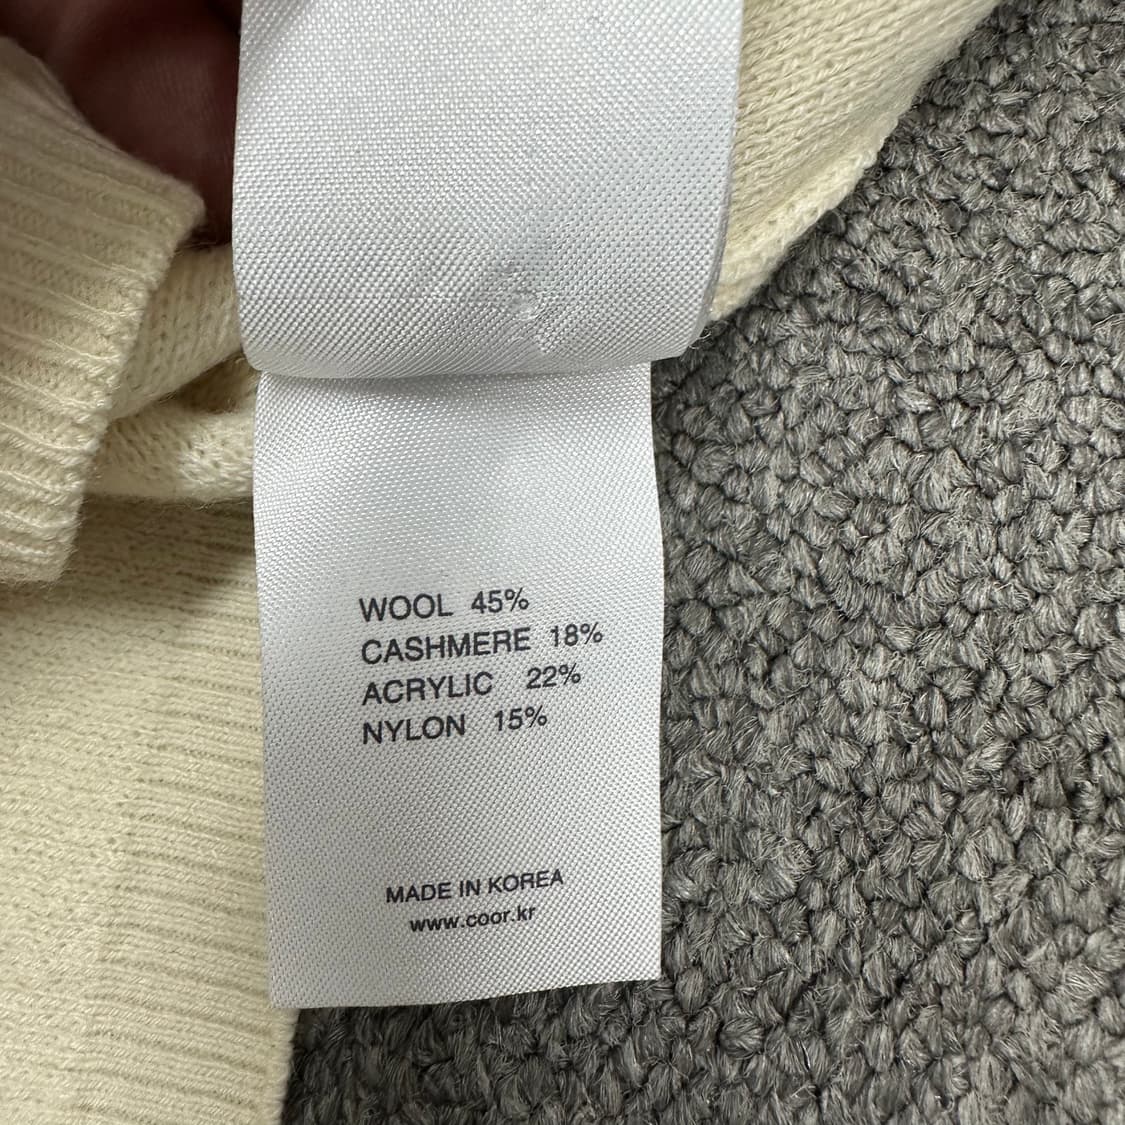 WOOL 45%
CASHMERE 18%
ACRYLIC 22%
NYLON 15%
MADE IN KOREA
www.coor.kr